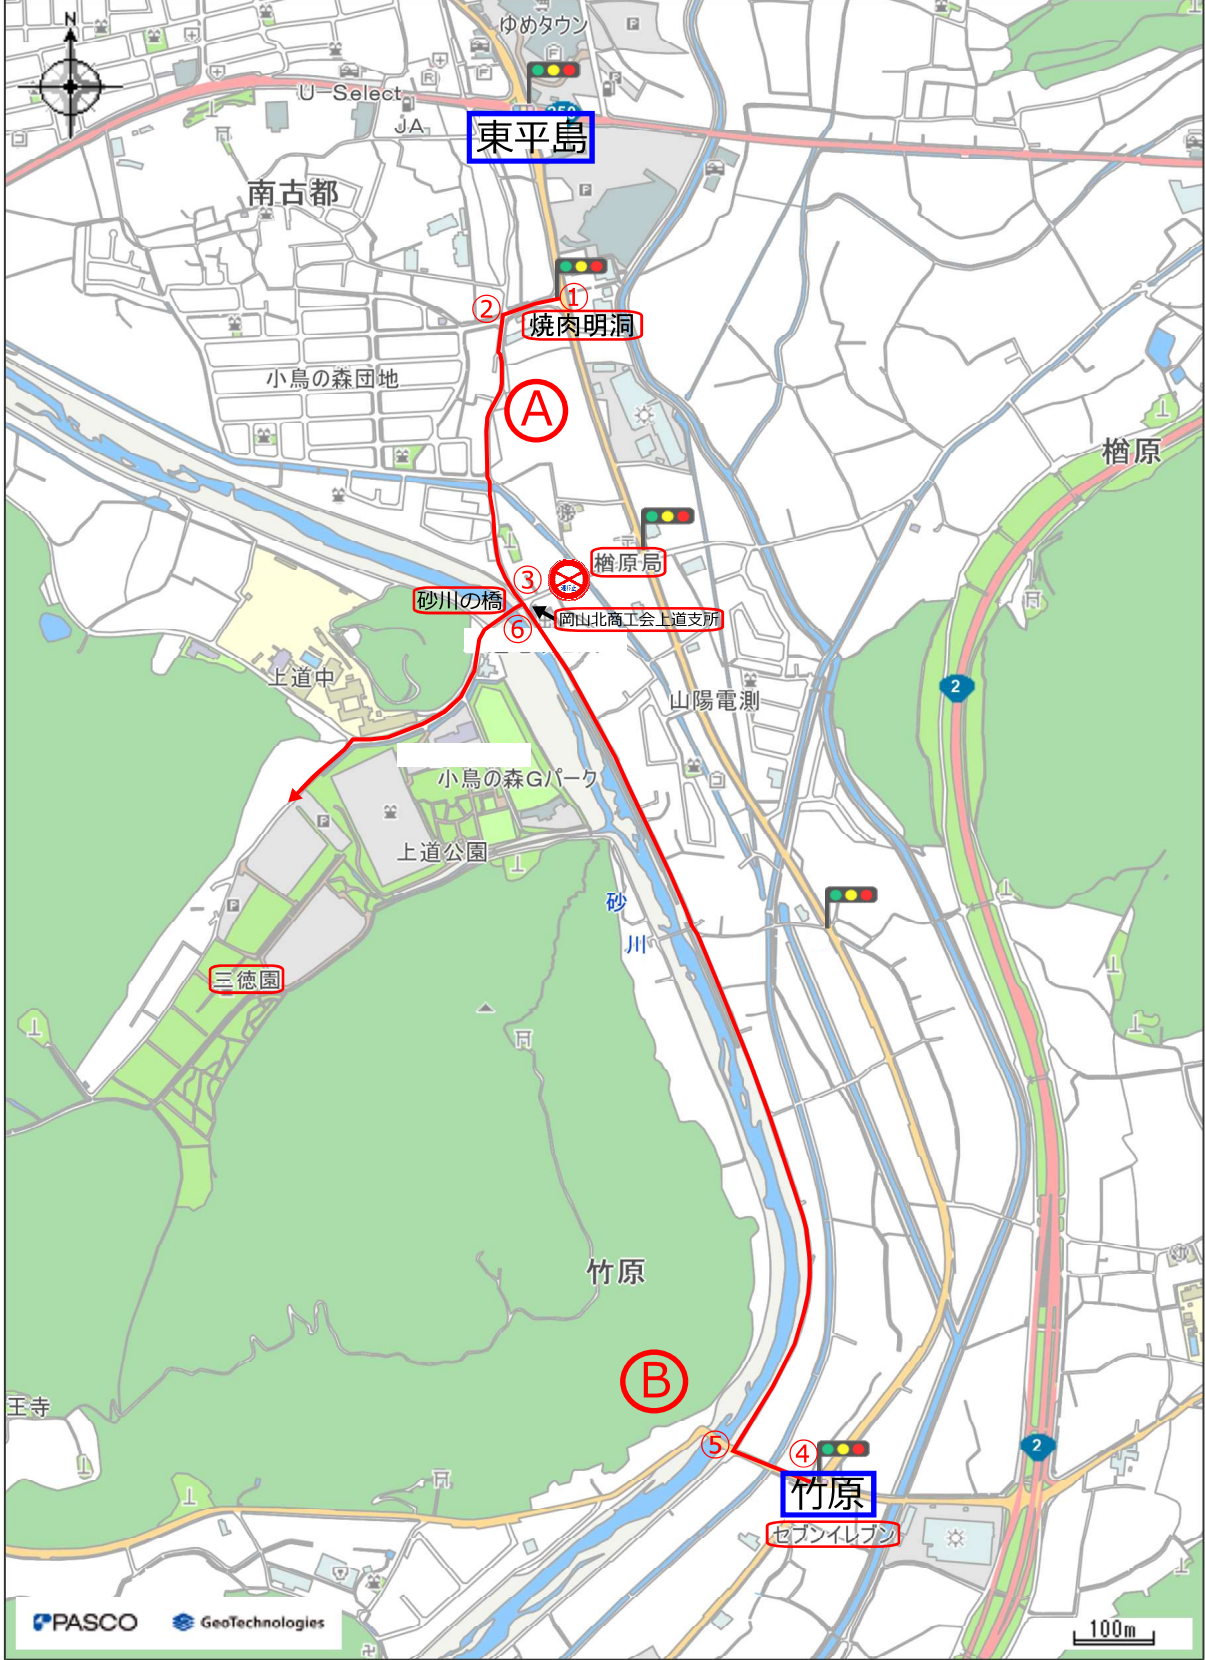 N
ゆめタウン
U-Select
JA
250
東平島
南古都
①
②
焼肉明洞
小鳥の森団地
A
楢原
楢原局
③
砂川の橋
岡山北商工会上道支所
⑥
上道中
2
山陽電測
小鳥の森Gパーク
上道公園
砂
川
三徳園
竹原
B
王寺
⑤
④
2
竹原
セブンイレブン
PASCO
GeoTechnologies
100m